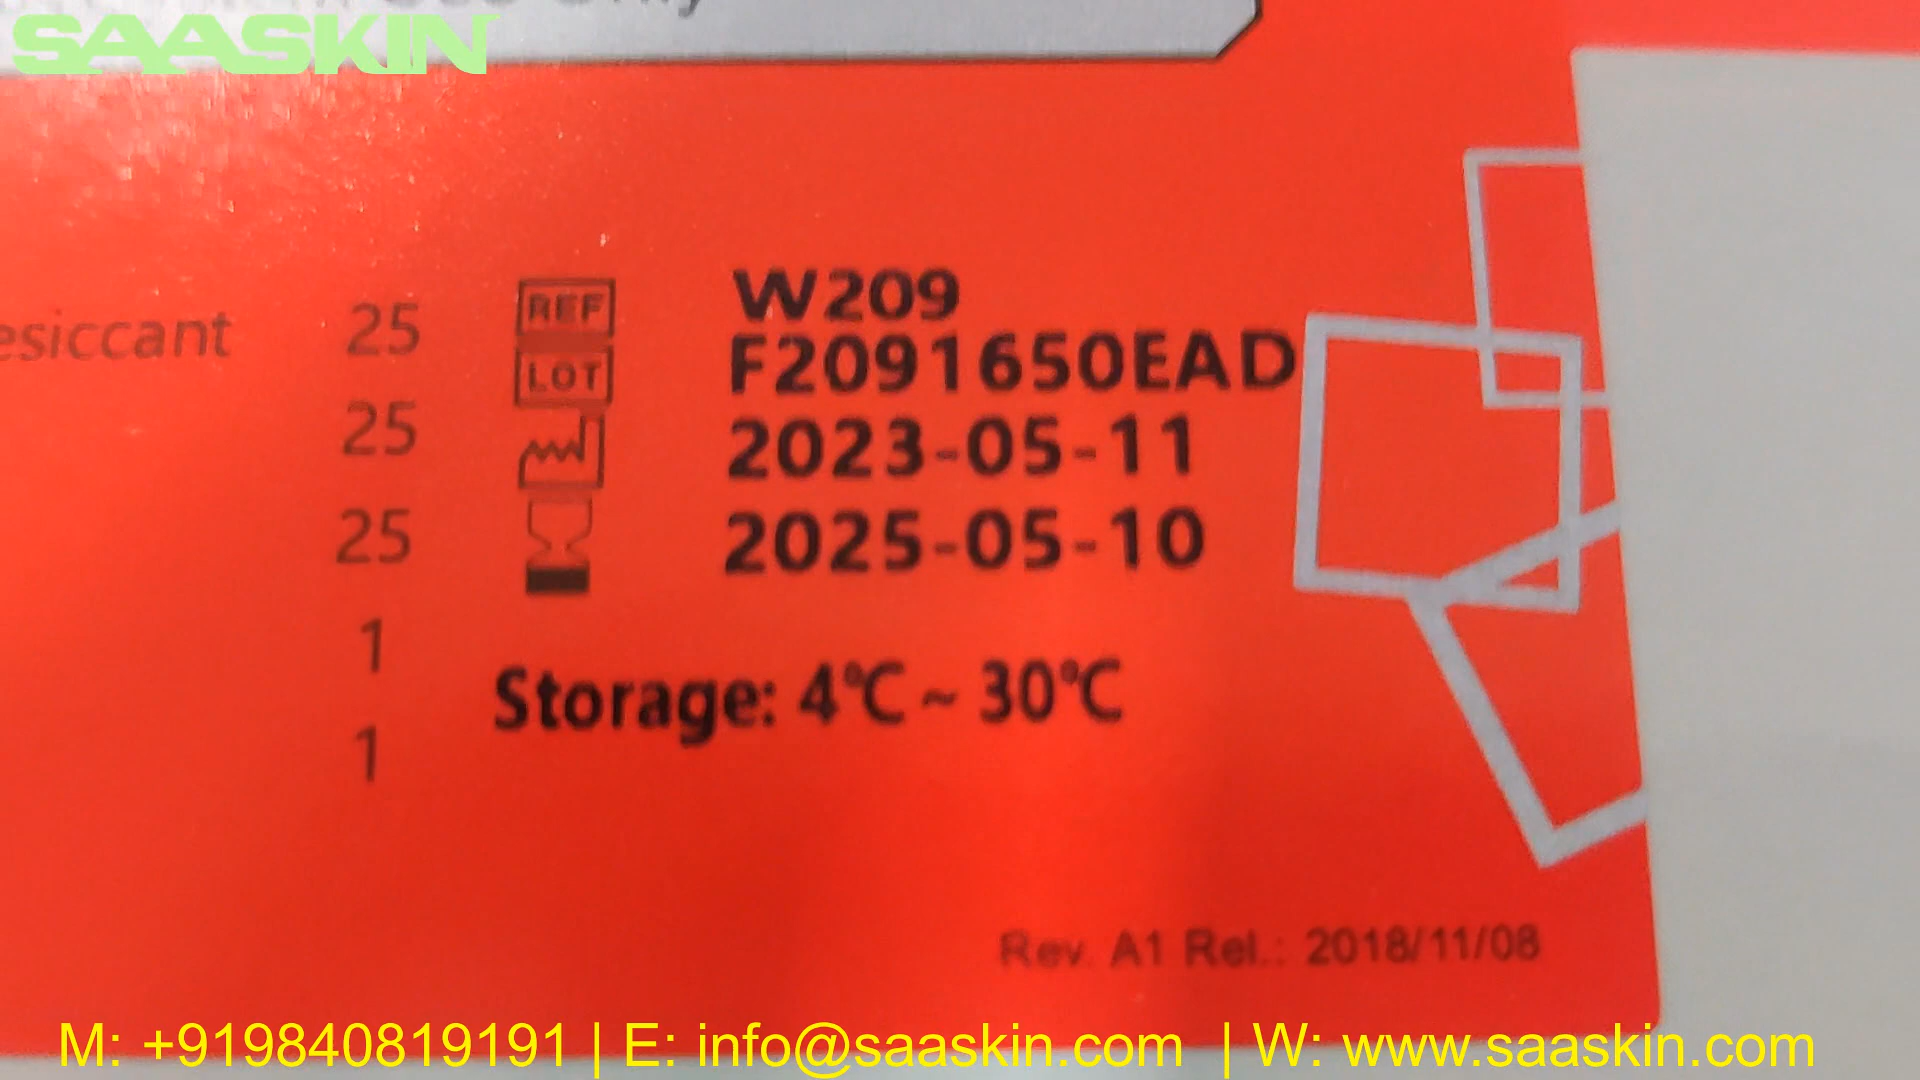 SAASKIN
Only
REF W209
esiccant 25
LOT F2091650EAD
25 2023-05-11
25 2025-05-10
1
Storage: 4℃ ~ 30℃
1
Rev. A1 Rel.: 2018/11/08
M: +919840819191 | E: info@saaskin.com | W: www.saaskin.com